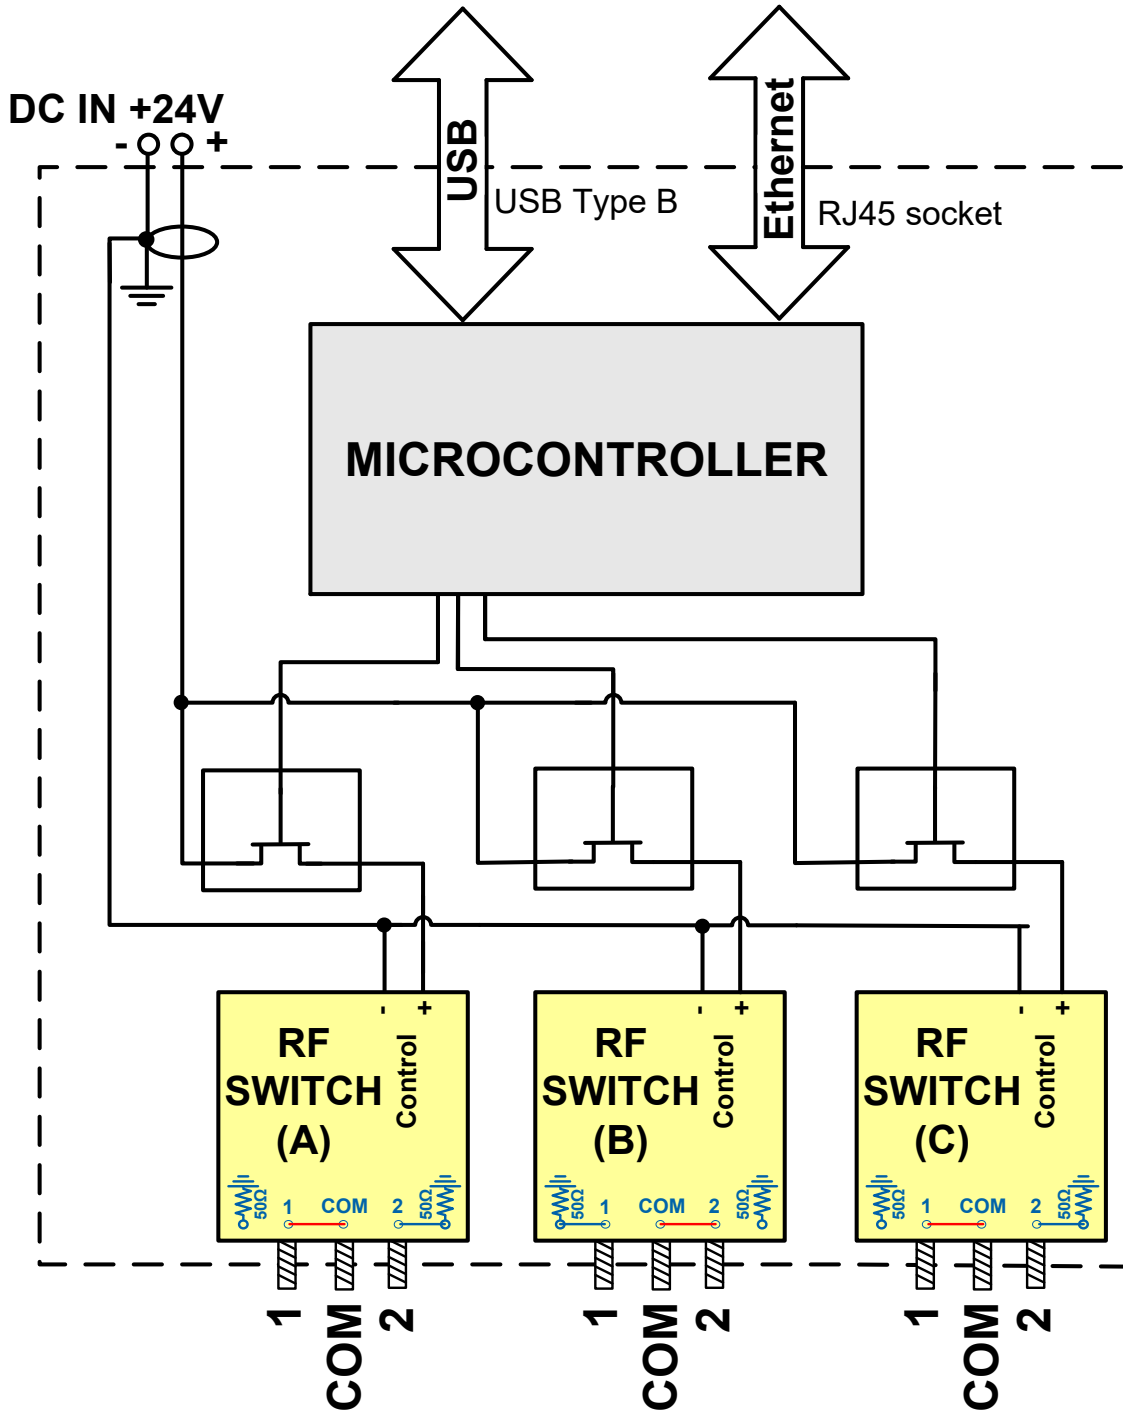 DC IN +24V
- +
USB
USB Type B
Ethernet
RJ45 socket
MICROCONTROLLER
- +
Control
RF
SWITCH
(A)
50Ω
1 COM 2
50Ω
- +
Control
RF
SWITCH
(B)
50Ω
1 COM 2
50Ω
- +
Control
RF
SWITCH
(C)
50Ω
1 COM 2
50Ω
1
COM
2
1
COM
2
1
COM
2